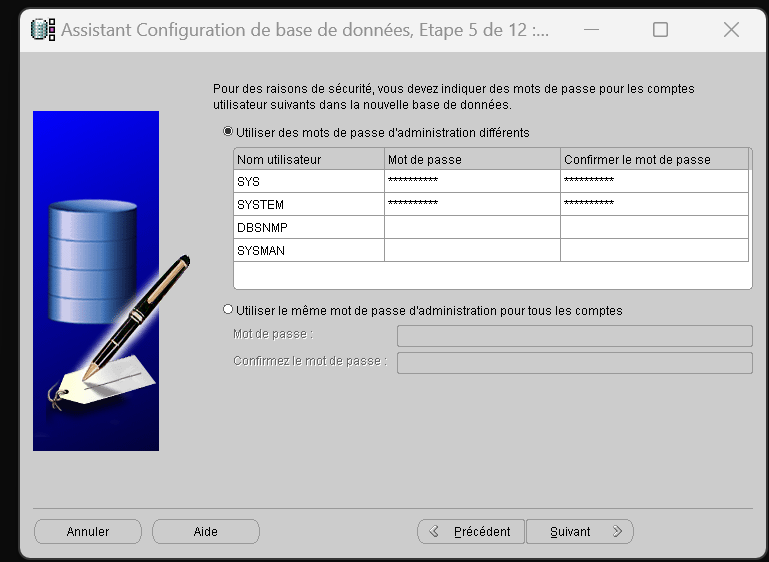 Assistant Configuration de base de données, Etape 5 de 12 :...
Pour des raisons de sécurité, vous devez indiquer des mots de passe pour les comptes
utilisateur suivants dans la nouvelle base de données.
Utiliser des mots de passe d'administration différents
Nom utilisateur Mot de passe Confirmer le mot de passe
SYS ********** **********
SYSTEM ********** **********
DBSNMP
SYSMAN
Utiliser le même mot de passe d'administration pour tous les comptes
Mot de passe :
Confirmez le mot de passe :
Annuler Aide Précédent Suivant